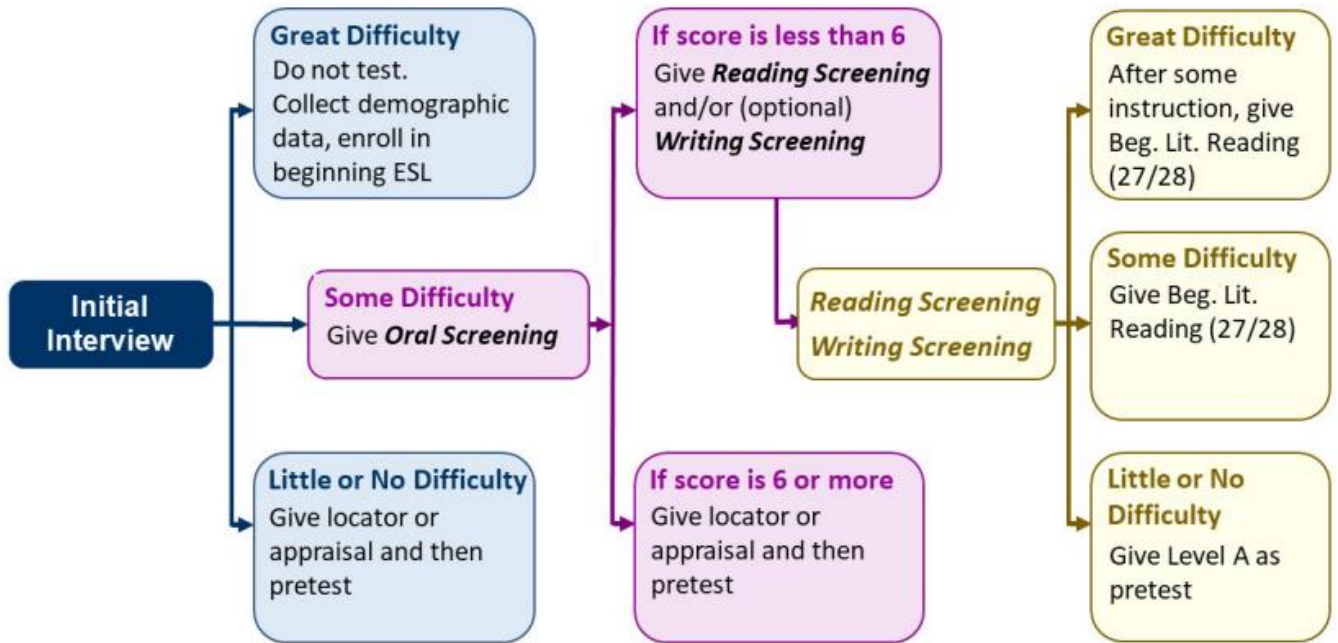 Initial
Interview
Great Difficulty
Do not test.
Collect demographic
data, enroll in
beginning ESL
Some Difficulty
Give Oral Screening
Little or No Difficulty
Give locator or
appraisal and then
pretest
If score is less than 6
Give Reading Screening
and/or (optional)
Writing Screening
If score is 6 or more
Give locator or
appraisal and then
pretest
Reading Screening
Writing Screening
Great Difficulty
After some
instruction, give
Beg. Lit. Reading
(27/28)
Some Difficulty
Give Beg. Lit.
Reading (27/28)
Little or No
Difficulty
Give Level A as
pretest